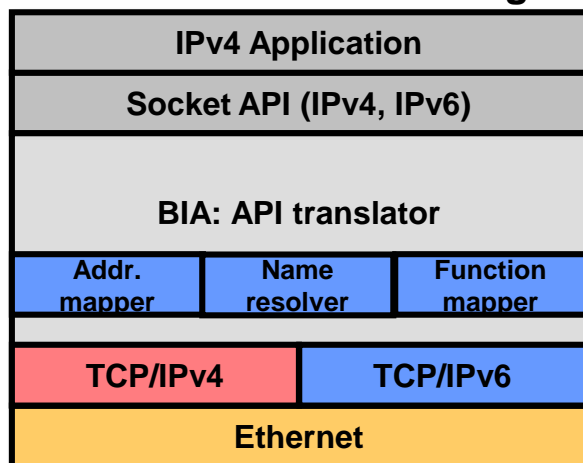 IPv4 Application
Socket API (IPv4, IPv6)
BIA: API translator
Addr. mapper
Name resolver
Function mapper
TCP/IPv4
TCP/IPv6
Ethernet